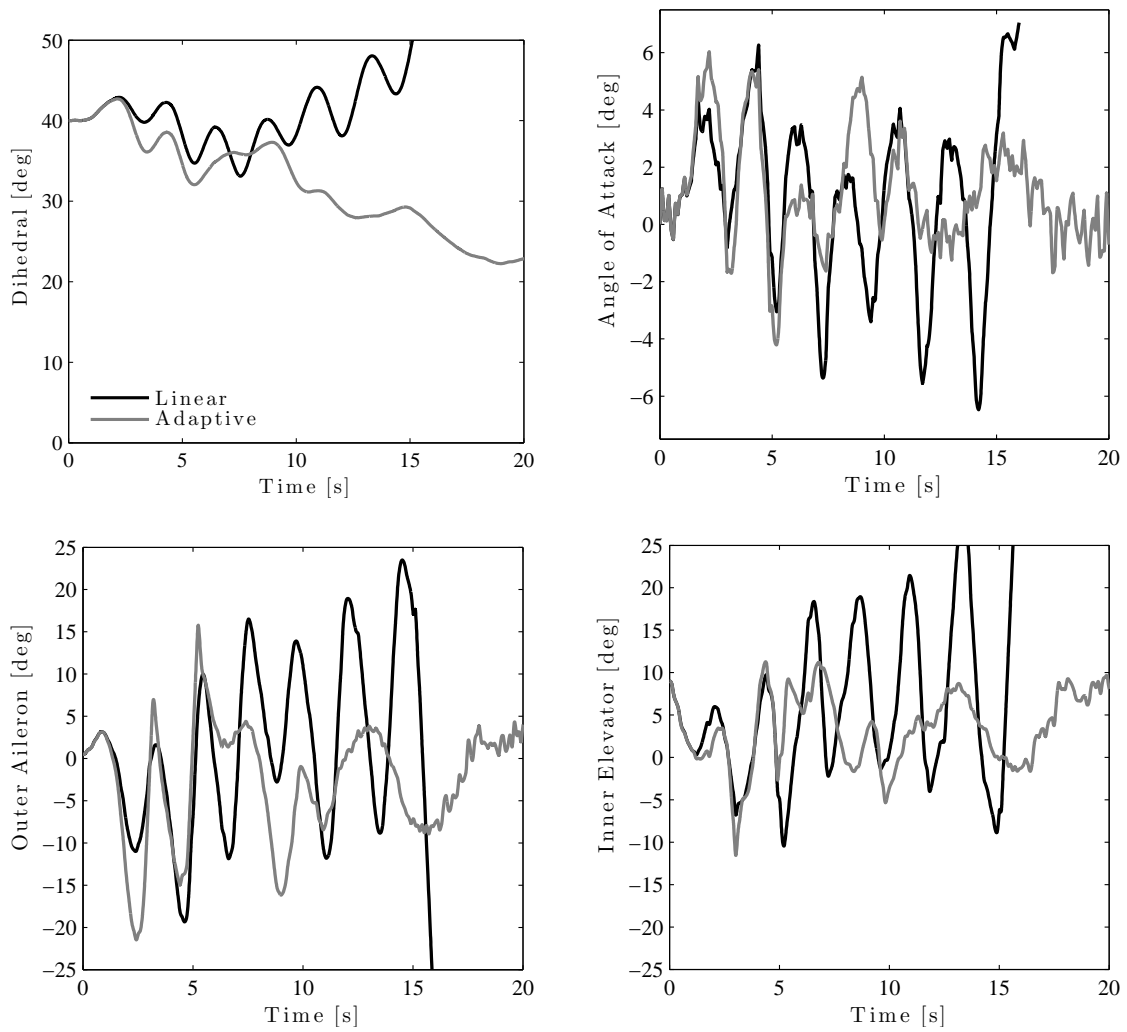 50
40
30
20
10
0
Dihedral [deg]
Linear
Adaptive
0 5 10 15 20
Time [s]
6
4
2
0
−2
−4
−6
Angle of Attack [deg]
0 5 10 15 20
Time [s]
25
20
15
10
5
0
−5
−10
−15
−20
−25
Outer Aileron [deg]
0 5 10 15 20
Time [s]
25
20
15
10
5
0
−5
−10
−15
−20
−25
Inner Elevator [deg]
0 5 10 15 20
Time [s]